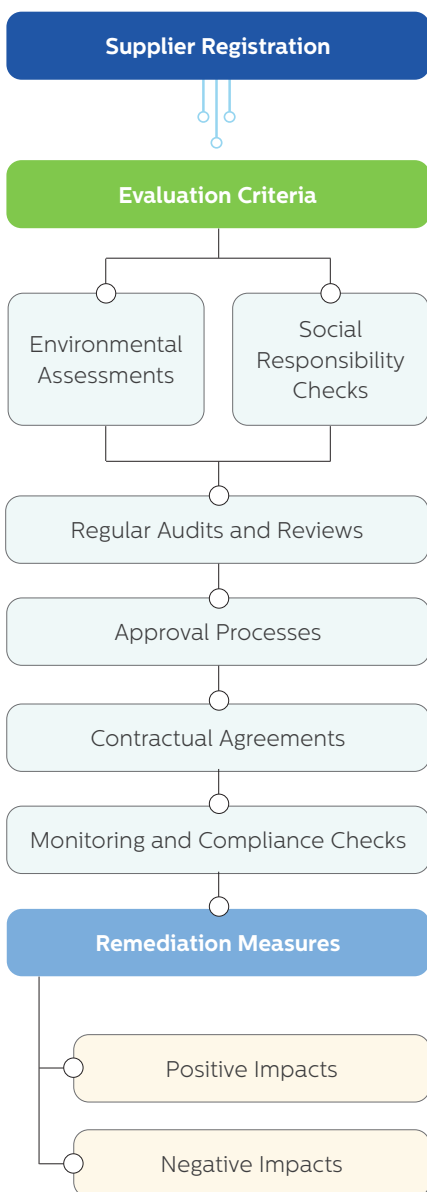 Supplier Registration
Evaluation Criteria
Environmental
Assessments
Social
Responsibility
Checks
Regular Audits and Reviews
Approval Processes
Contractual Agreements
Monitoring and Compliance Checks
Remediation Measures
Positive Impacts
Negative Impacts